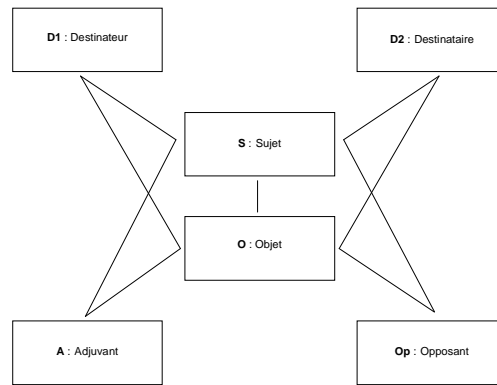 D1 : Destinateur
D2 : Destinataire
S : Sujet
O : Objet
A : Adjuvant
Op : Opposant